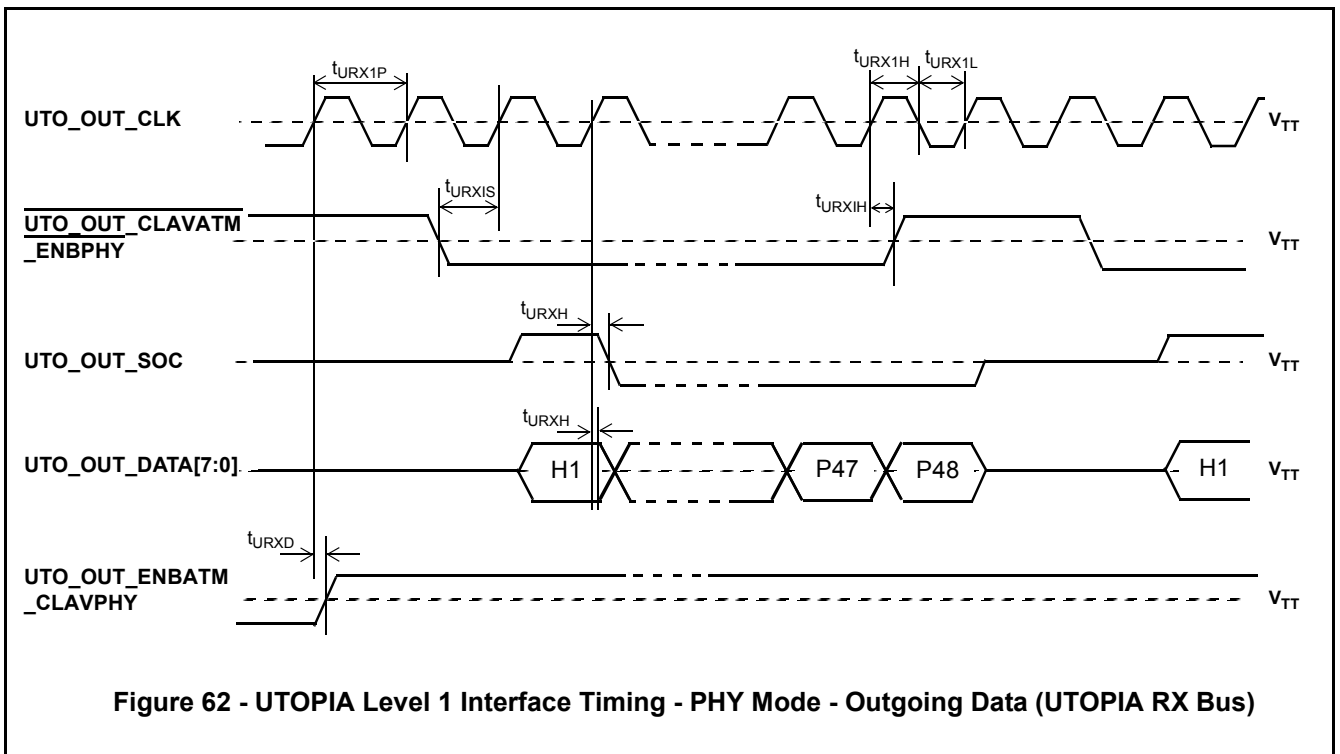 tURX1P
tURX1H
tURX1L
UTO_OUT_CLK
VTT
tURXIS
tURXIH
UTO_OUT_CLAVATM
_ENBPHY
VTT
tURXH
UTO_OUT_SOC
VTT
tURXH
UTO_OUT_DATA[7:0]
H1
P47
P48
H1
VTT
tURXD
UTO_OUT_ENBATM
_CLAVPHY
VTT
Figure 62 - UTOPIA Level 1 Interface Timing - PHY Mode - Outgoing Data (UTOPIA RX Bus)